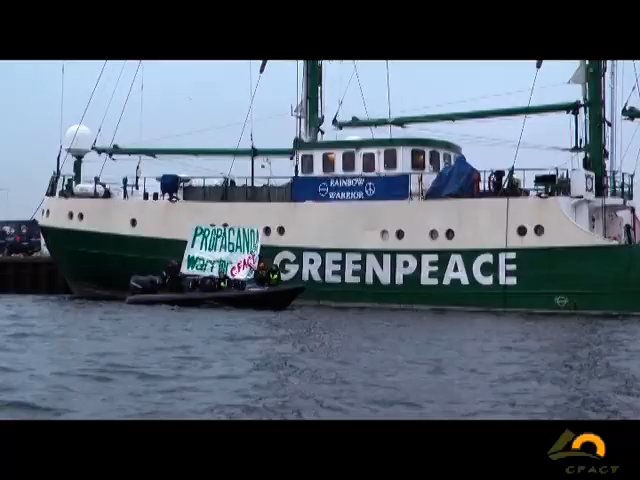 RAINBOW
WARRIOR
PROPAGANDA
warrior
CFACT
GREENPEACE
CFACT